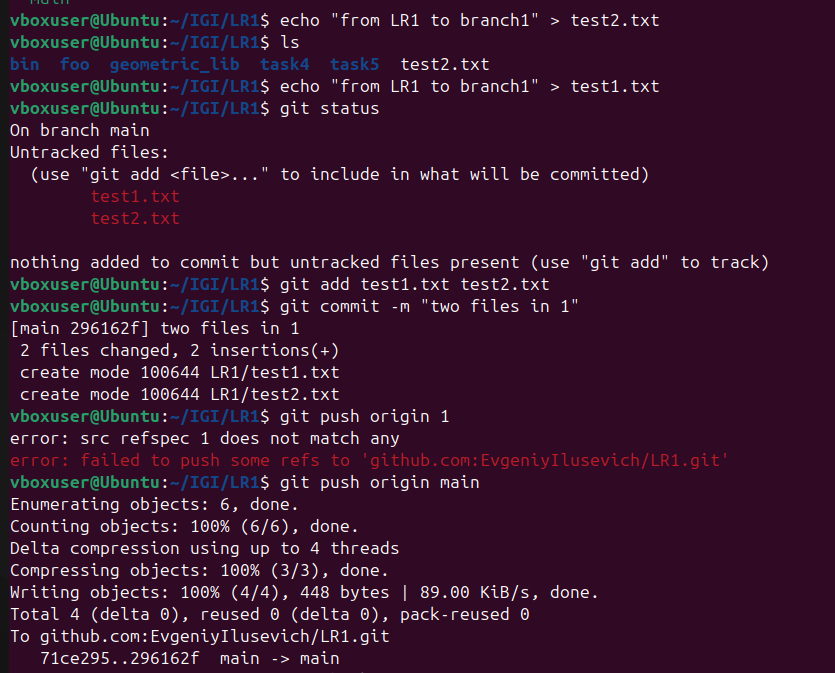 Main
vboxuser@Ubuntu:~/IGI/LR1$ echo "from LR1 to branch1" > test2.txt
vboxuser@Ubuntu:~/IGI/LR1$ ls
bin  foo  geometric_lib  task4  task5  test2.txt
vboxuser@Ubuntu:~/IGI/LR1$ echo "from LR1 to branch1" > test1.txt
vboxuser@Ubuntu:~/IGI/LR1$ git status
On branch main
Untracked files:
  (use "git add <file>..." to include in what will be committed)
        test1.txt
        test2.txt

nothing added to commit but untracked files present (use "git add" to track)
vboxuser@Ubuntu:~/IGI/LR1$ git add test1.txt test2.txt
vboxuser@Ubuntu:~/IGI/LR1$ git commit -m "two files in 1"
[main 296162f] two files in 1
 2 files changed, 2 insertions(+)
 create mode 100644 LR1/test1.txt
 create mode 100644 LR1/test2.txt
vboxuser@Ubuntu:~/IGI/LR1$ git push origin 1
error: src refspec 1 does not match any
error: failed to push some refs to 'github.com:EvgeniyIlusevich/LR1.git'
vboxuser@Ubuntu:~/IGI/LR1$ git push origin main
Enumerating objects: 6, done.
Counting objects: 100% (6/6), done.
Delta compression using up to 4 threads
Compressing objects: 100% (3/3), done.
Writing objects: 100% (4/4), 448 bytes | 89.00 KiB/s, done.
Total 4 (delta 0), reused 0 (delta 0), pack-reused 0
To github.com:EvgeniyIlusevich/LR1.git
   71ce295..296162f  main -> main